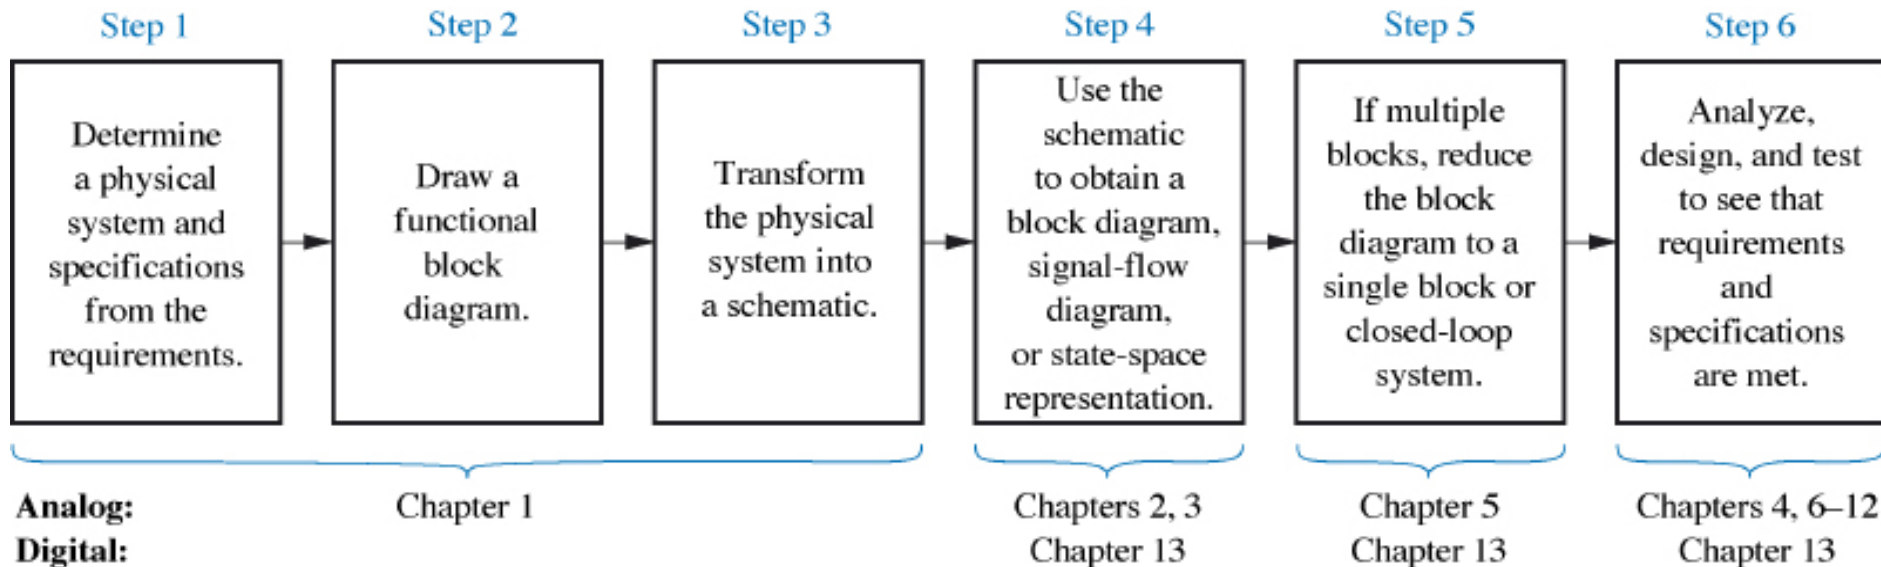 Step 1
Determine
a physical
system and
specifications
from the
requirements.
Step 2
Draw a
functional
block
diagram.
Step 3
Transform
the physical
system into
a schematic.
Step 4
Use the
schematic
to obtain a
block diagram,
signal-flow
diagram,
or state-space
representation.
Step 5
If multiple
blocks, reduce
the block
diagram to a
single block or
closed-loop
system.
Step 6
Analyze,
design, and test
to see that
requirements
and
specifications
are met.
Analog: Chapter 1 Chapters 2, 3 Chapter 5 Chapters 4, 6–12
Digital: Chapter 13 Chapter 13 Chapter 13